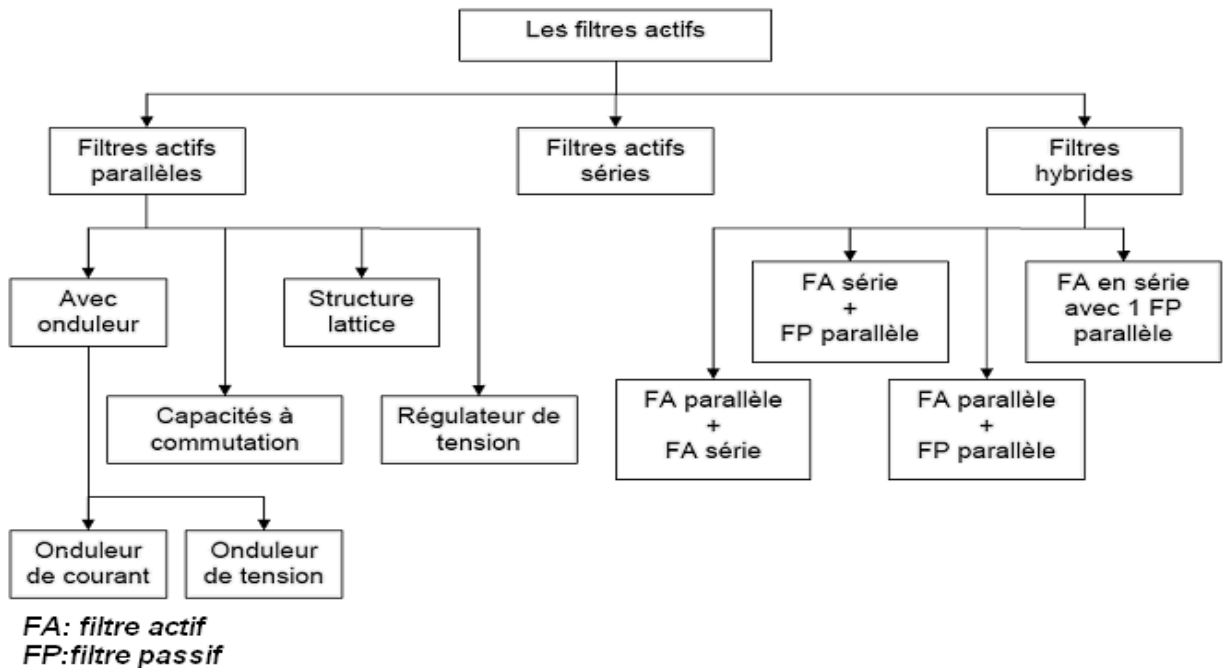 Les filtres actifs
Filtres actifs
parallèles
Filtres actifs
séries
Filtres
hybrides
Avec
onduleur
Structure
lattice
FA série
+
FP parallèle
FA en série
avec 1 FP
parallèle
Capacités à
commutation
Régulateur de
tension
FA parallèle
+
FA série
FA parallèle
+
FP parallèle
Onduleur
de courant
Onduleur
de tension
FA: filtre actif
FP:filtre passif